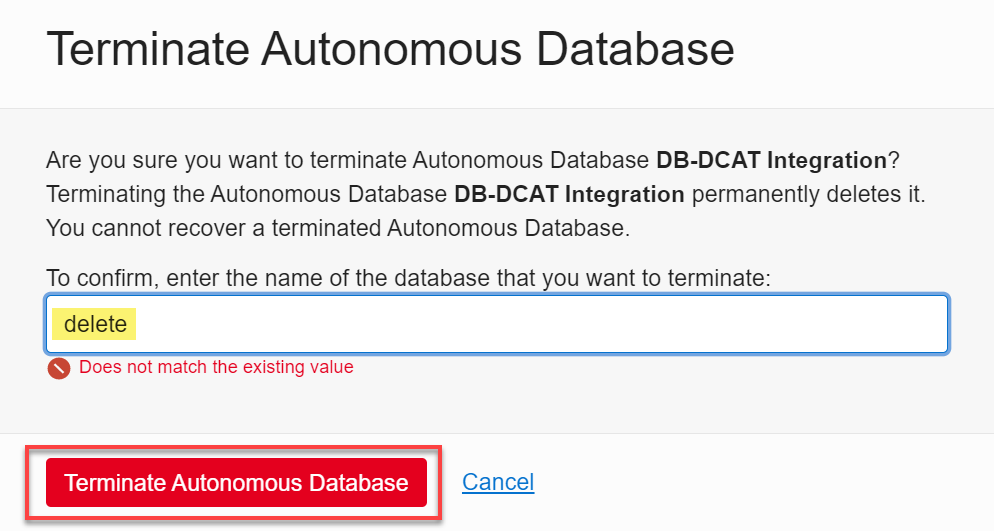 Terminate Autonomous Database
Are you sure you want to terminate Autonomous Database DB-DCAT Integration?
Terminating the Autonomous Database DB-DCAT Integration permanently deletes it.
You cannot recover a terminated Autonomous Database.
To confirm, enter the name of the database that you want to terminate:
delete
Does not match the existing value
Terminate Autonomous Database Cancel